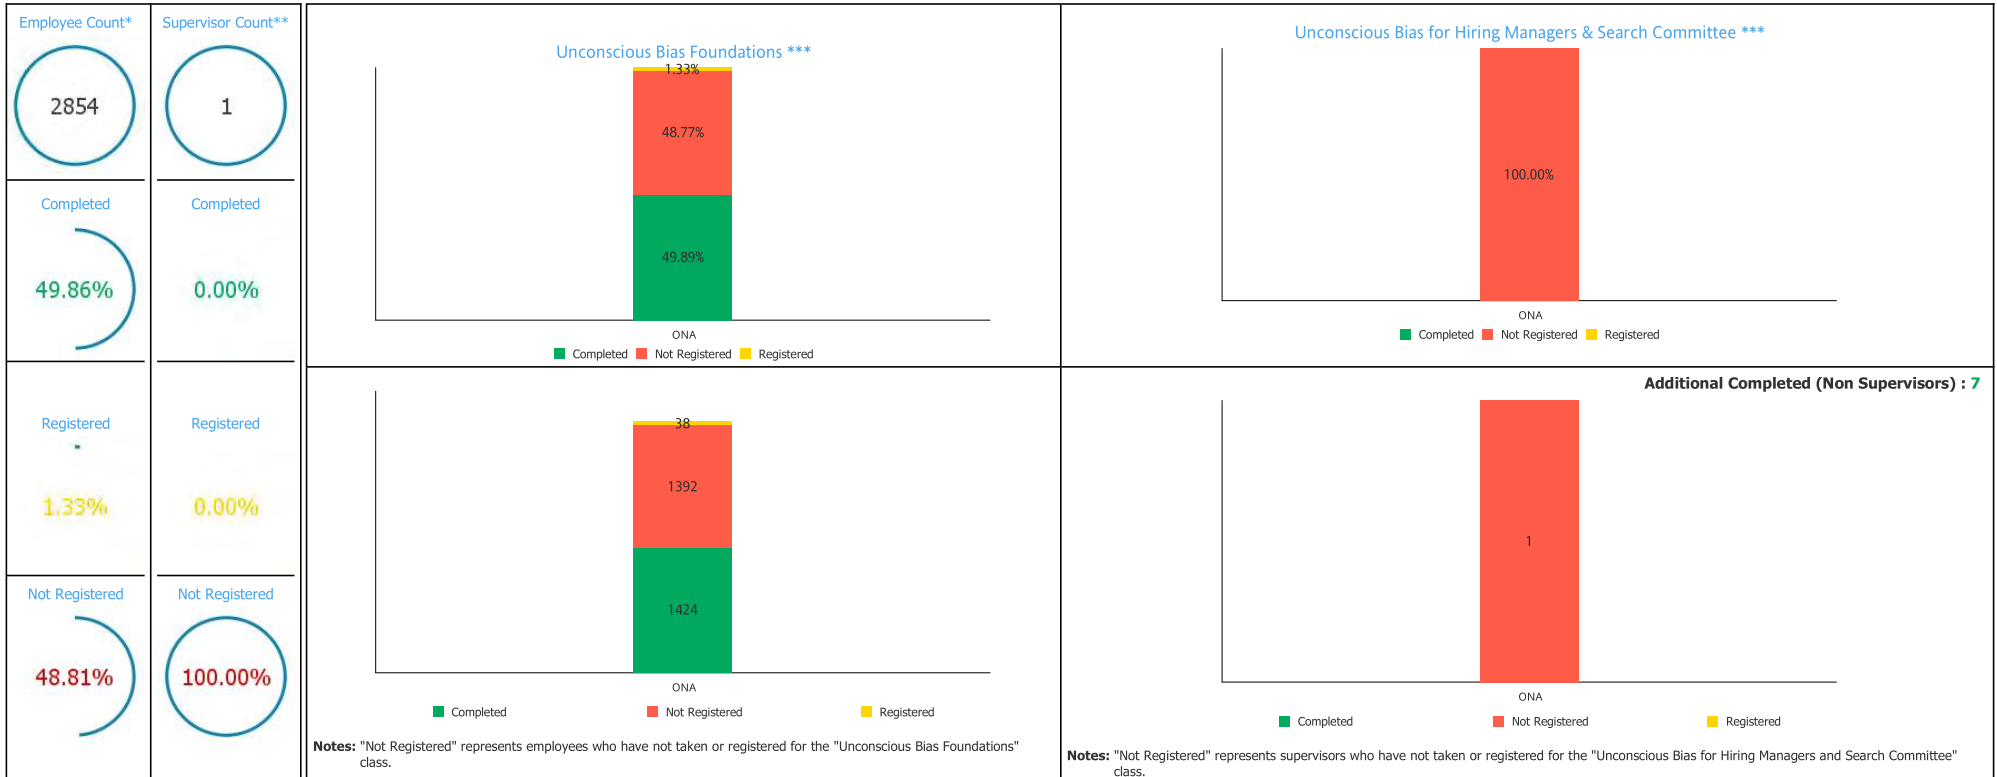 Employee Count*
2854
Completed
49.86%
Registered
1.33%
Not Registered
48.81%
Supervisor Count**
1
Completed
0.00%
Registered
0.00%
Not Registered
100.00%
Unconscious Bias Foundations ***
1.33%
48.77%
49.89%
ONA
Completed Not Registered Registered
Unconscious Bias for Hiring Managers & Search Committee ***
100.00%
ONA
Completed Not Registered Registered
38
1392
1424
ONA
Completed Not Registered Registered
Notes: "Not Registered" represents employees who have not taken or registered for the "Unconscious Bias Foundations"
class.
Additional Completed (Non Supervisors) : 7
1
ONA
Completed Not Registered Registered
Notes: "Not Registered" represents supervisors who have not taken or registered for the "Unconscious Bias for Hiring Managers and Search Committee"
class.